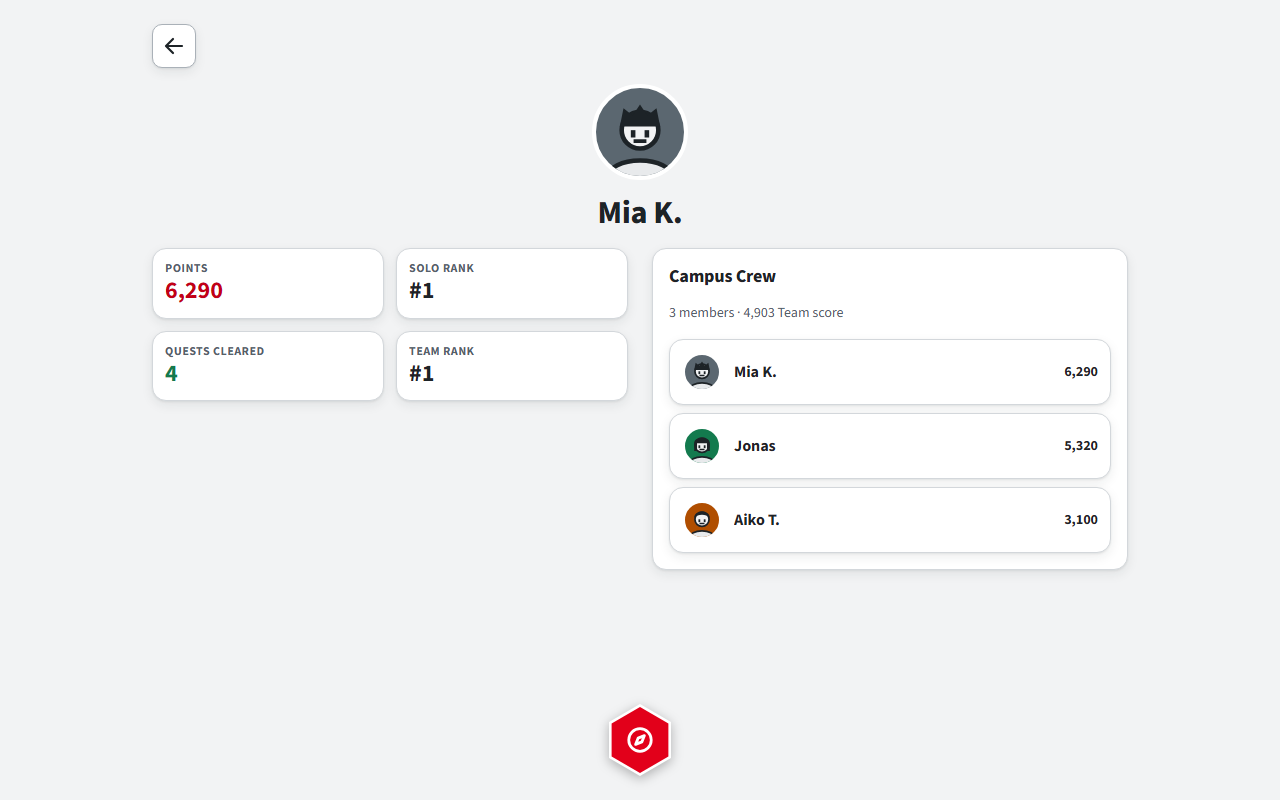 Mia K.
POINTS
6,290
SOLO RANK
#1
QUESTS CLEARED
4
TEAM RANK
#1
Campus Crew
3 members · 4,903 Team score
Mia K. 6,290
Jonas 5,320
Aiko T. 3,100